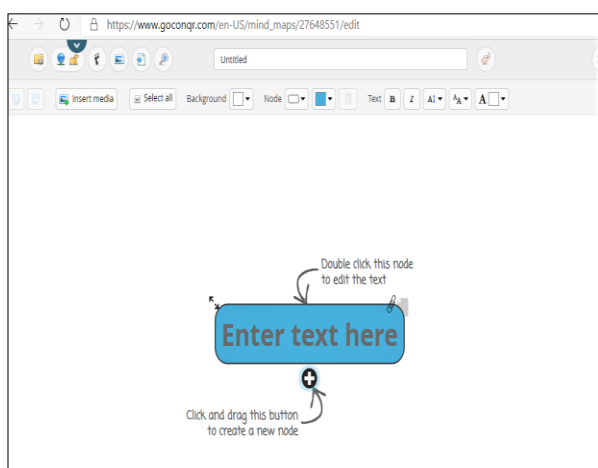 https://www.goconqr.com/en-US/mind_maps/27648551/edit
Untitled
Insert media Select all Background Node Text B I AI A A
Double click this node
to edit the text
Enter text here
Click and drag this button
to create a new node